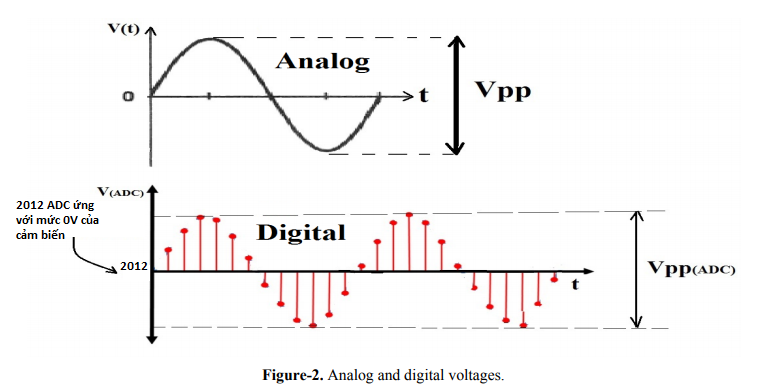 V(t)
Analog
0
t
Vpp
V(ADC)
2012 ADC ứng
với mức 0V của
cảm biến
Digital
2012
t
Vpp(ADC)
Figure-2. Analog and digital voltages.